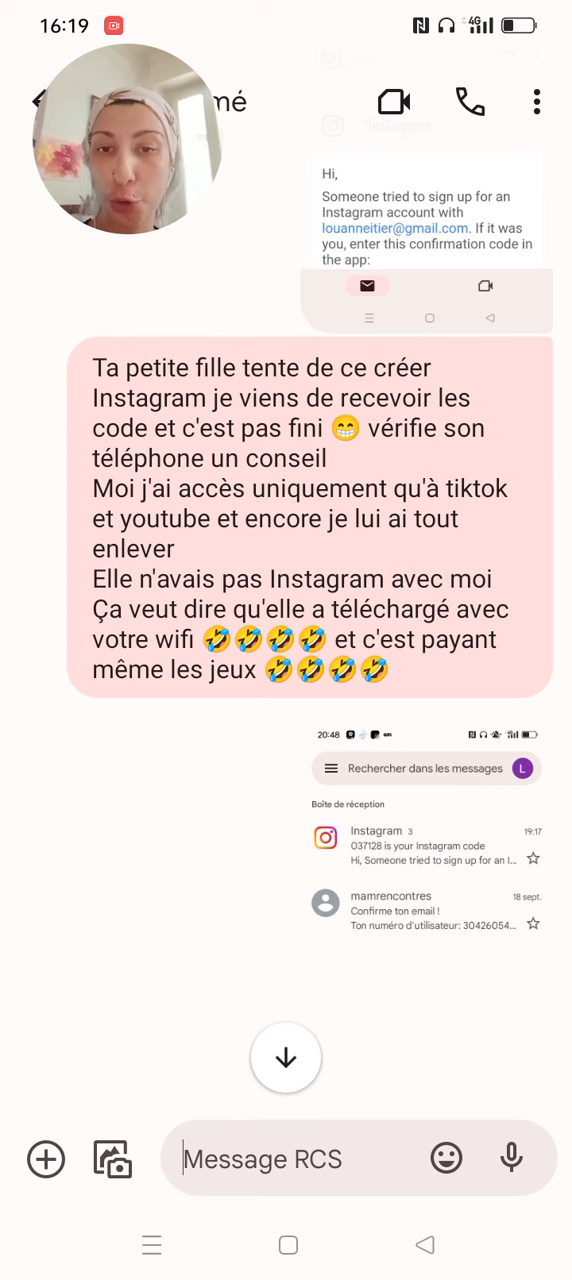 16:19
4G
mé
Instagram
Hi,
Someone tried to sign up for an
Instagram account with
louanneitier@gmail.com. If it was
you, enter this confirmation code in
the app:
Ta petite fille tente de ce créer
Instagram je viens de recevoir les
code et c'est pas fini 😁 vérifie son
téléphone un conseil
Moi j'ai accès uniquement qu'à tiktok
et youtube et encore je lui ai tout
enlever
Elle n'avais pas Instagram avec moi
Ça veut dire qu'elle a téléchargé avec
votre wifi 🤣🤣🤣🤣 et c'est payant
même les jeux 🤣🤣🤣🤣
20:48
Rechercher dans les messages
L
Boîte de réception
Instagram 3 19:17
037128 is your Instagram code
Hi, Someone tried to sign up for an I...
mamrencontres 18 sept.
Confirme ton email !
Ton numéro d'utilisateur: 30426054...
Message RCS